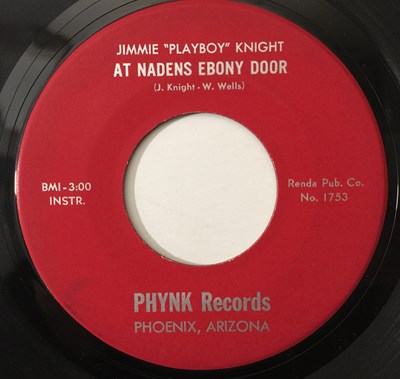 JIMMIE "PLAYBOY" KNIGHT
AT NADENS EBONY DOOR
(J. Knight - W. Wells)
BMI - 3:00
INSTR.
Renda Pub. Co.
No. 1753
PHYNK Records
PHOENIX, ARIZONA